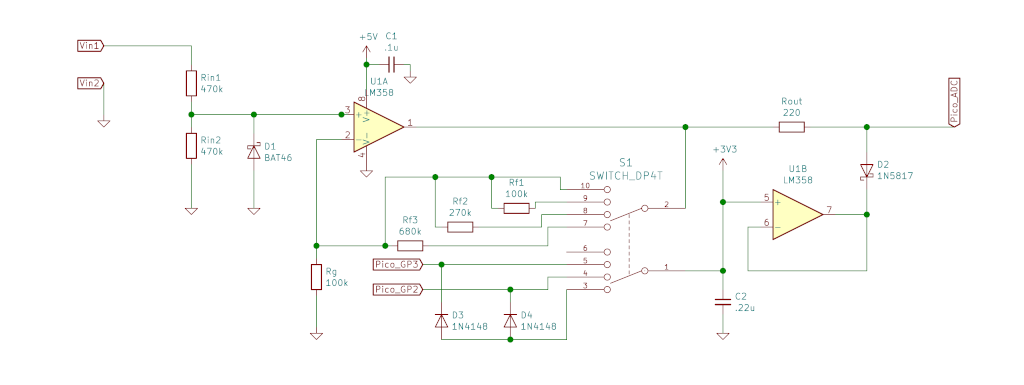 Vin1
Vin2
Rin1
470k
Rin2
470k
D1
BAT46
+5V
C1
.1u
U1A
LM358
3
2
8
V+
V-
4
1
+
-
S1
SWITCH_DP4T
10
9
8
7
6
5
4
3
2
1
Rf1
100k
Rf2
270k
Rf3
680k
Rg
100k
Pico_GP3
Pico_GP2
D3
1N4148
D4
1N4148
+3V3
C2
.22u
Rout
220
U1B
LM358
5
+
6
-
7
D2
1N5817
Pico_ADC